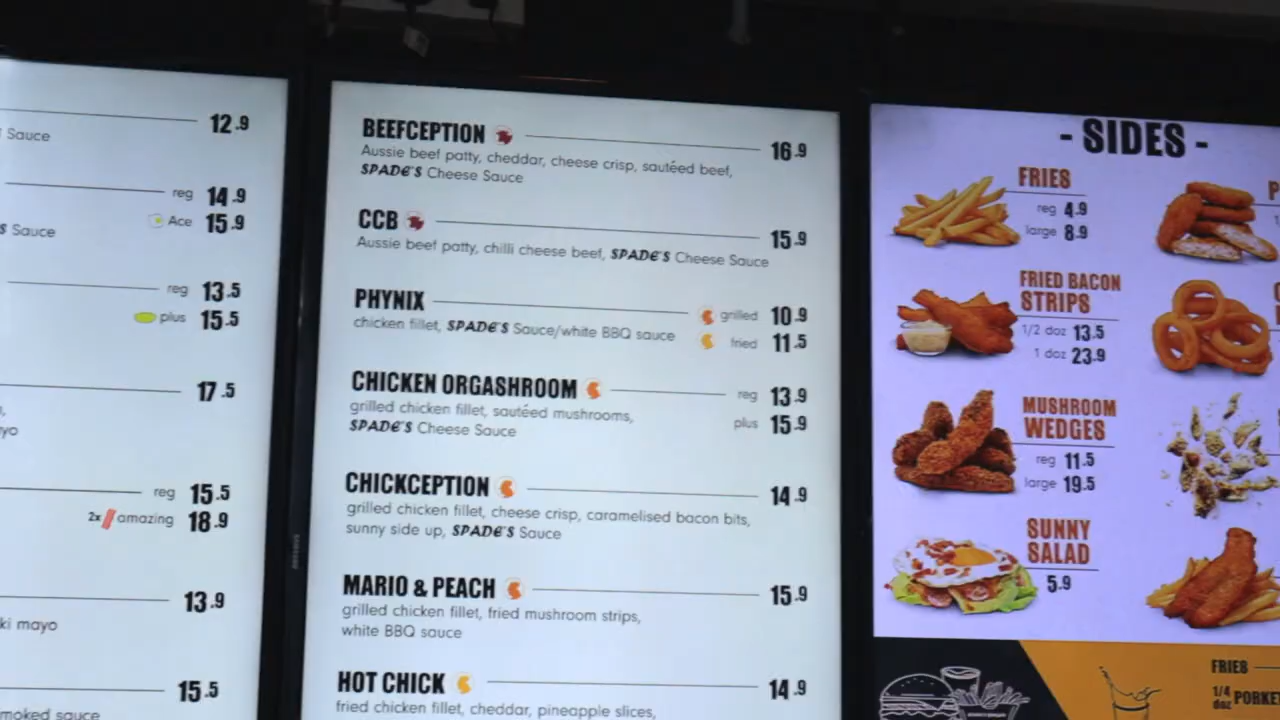 12.9
Sauce
reg 14.9
Ace 15.9
Sauce
reg 13.5
plus 15.5
17.5
reg 15.5
2x amazing 18.9
13.9
mayo
15.5
sauce
BEEFCEPTION 16.9
Aussie beef patty, cheddar, cheese crisp, sautéed beef,
SPADE'S Cheese Sauce
CCB 15.9
Aussie beef patty, chilli cheese beef, SPADE'S Cheese Sauce
PHYNIX grilled 10.9
chicken fillet, SPADE'S Sauce/white BBQ sauce fried 11.5
CHICKEN ORGASHROOM reg 13.9
grilled chicken fillet, sautéed mushrooms, plus 15.9
SPADE'S Cheese Sauce
CHICKCEPTION 14.9
grilled chicken fillet, cheese crisp, caramelised bacon bits,
sunny side up, SPADE'S Sauce
MARIO & PEACH 15.9
grilled chicken fillet, fried mushroom strips,
white BBQ sauce
HOT CHICK 14.9
fried chicken fillet, cheddar, pineapple slices,
- SIDES -
FRIES
reg 4.9
large 8.9
FRIED BACON
STRIPS
1/2 doz 13.5
1 doz 23.9
MUSHROOM
WEDGES
reg 11.5
large 19.5
SUNNY
SALAD
5.9
FRIES
1/4 doz